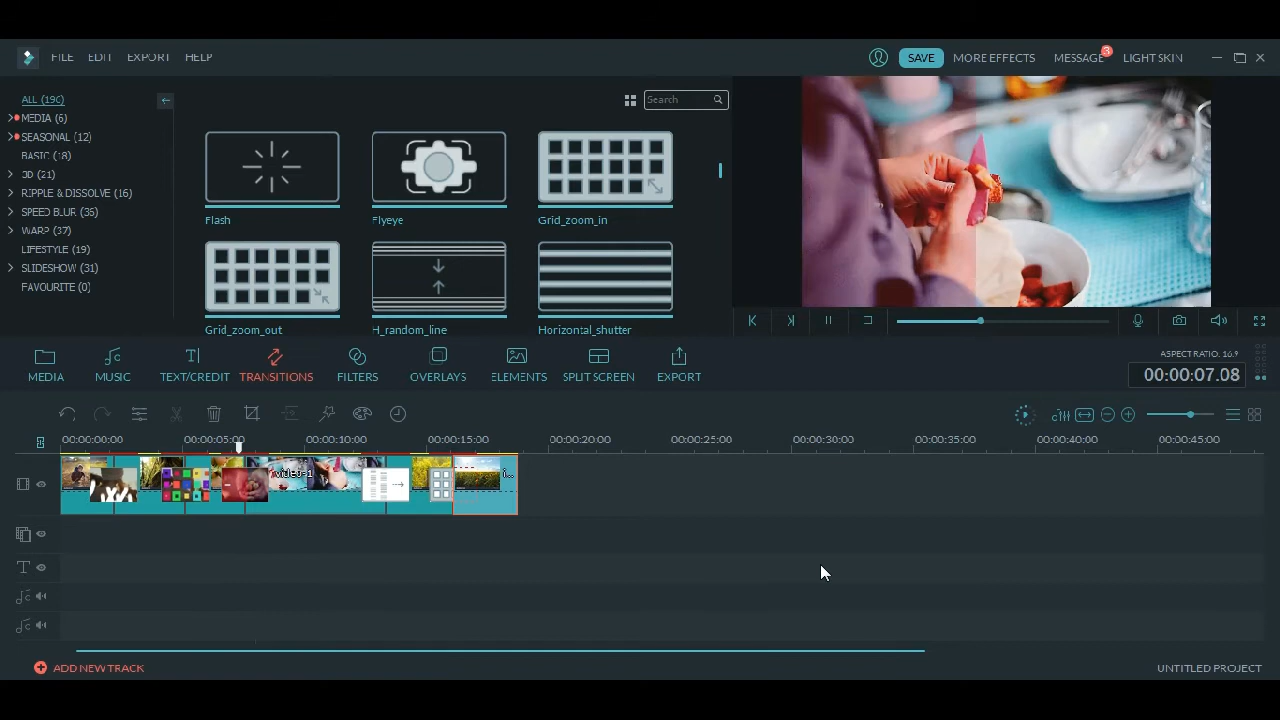 FILE EDIT EXPORT HELP
SAVE MORE EFFECTS MESSAGE 3 LIGHT SKIN
ALL (190)
MEDIA (6)
SEASONAL (12)
BASIC (18)
3D (21)
RIPPLE & DISSOLVE (16)
SPEED BLUR (36)
WARP (37)
LIFESTYLE (19)
SLIDESHOW (31)
FAVOURITE (0)
Search
Flash Flyeye Grid_zoom_in
Grid_zoom_out H_random_line Horizontal_shutter
MEDIA MUSIC TEXT/CREDIT TRANSITIONS FILTERS OVERLAYS ELEMENTS SPLIT SCREEN EXPORT
ASPECT RATIO: 16:9
00:00:07.08
00:00:00:00 00:00:05:00 00:00:10:00 00:00:15:00 00:00:20:00 00:00:25:00 00:00:30:00 00:00:35:00 00:00:40:00 00:00:45:00
video-1 i...
ADD NEW TRACK
UNTITLED PROJECT